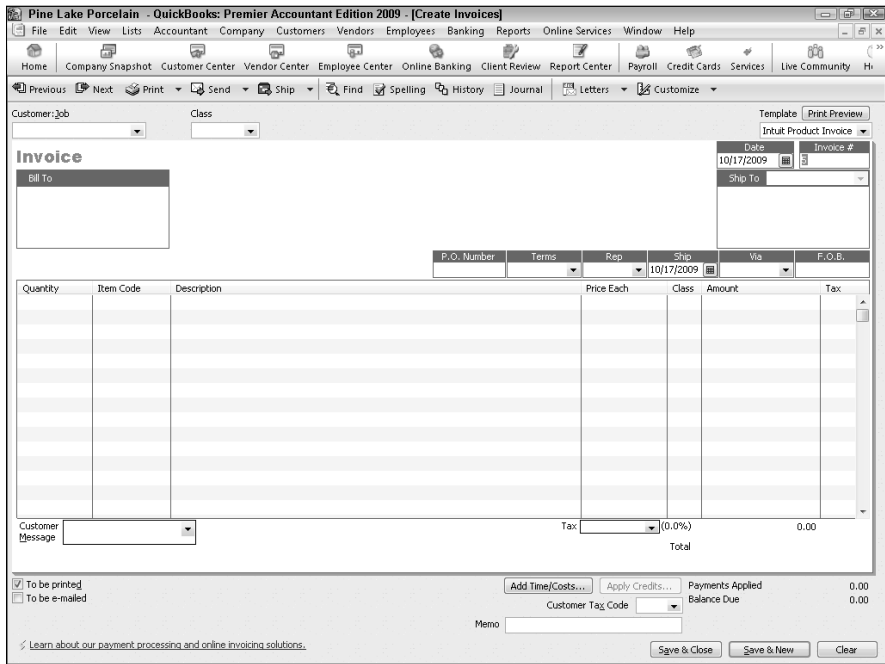 Pine Lake Porcelain - QuickBooks: Premier Accountant Edition 2009 - [Create Invoices]
File Edit View Lists Accountant Company Customers Vendors Employees Banking Reports Online Services Window Help
Home Company Snapshot Customer Center Vendor Center Employee Center Online Banking Client Review Report Center Payroll Credit Cards Services Live Community
Previous Next Print Send Ship Find Spelling History Journal Letters Customize
Customer:Job Class Template Print Preview
Intuit Product Invoice
Invoice
Date Invoice #
10/17/2009
Bill To Ship To
P.O. Number Terms Rep Ship Via F.O.B.
10/17/2009
Quantity Item Code Description Price Each Class Amount Tax
Customer Message Tax (0.0%) 0.00
Total
To be printed
To be e-mailed
Add Time/Costs... Apply Credits... Payments Applied 0.00
Customer Tax Code Balance Due 0.00
Memo
Learn about our payment processing and online invoicing solutions.
Save & Close Save & New Clear